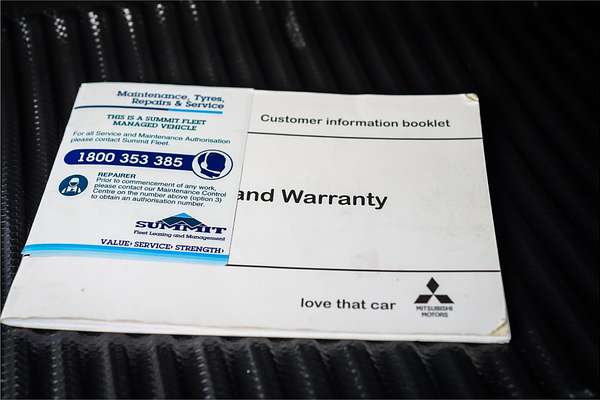 Maintenance, Tyres,
Repairs & Service
THIS IS A SUMMIT FLEET
MANAGED VEHICLE
For all Service and Maintenance Authorisation
please contact Summit Fleet.
1800 353 385
REPAIRER
Prior to commencement of any work,
please contact our Maintenance Control
Centre on the number above (option 3)
to obtain an authorisation number.
SUMMIT
Fleet Leasing and Management
VALUE› SERVICE› STRENGTH›
Customer information booklet
and Warranty
love that car
MITSUBISHI
MOTORS